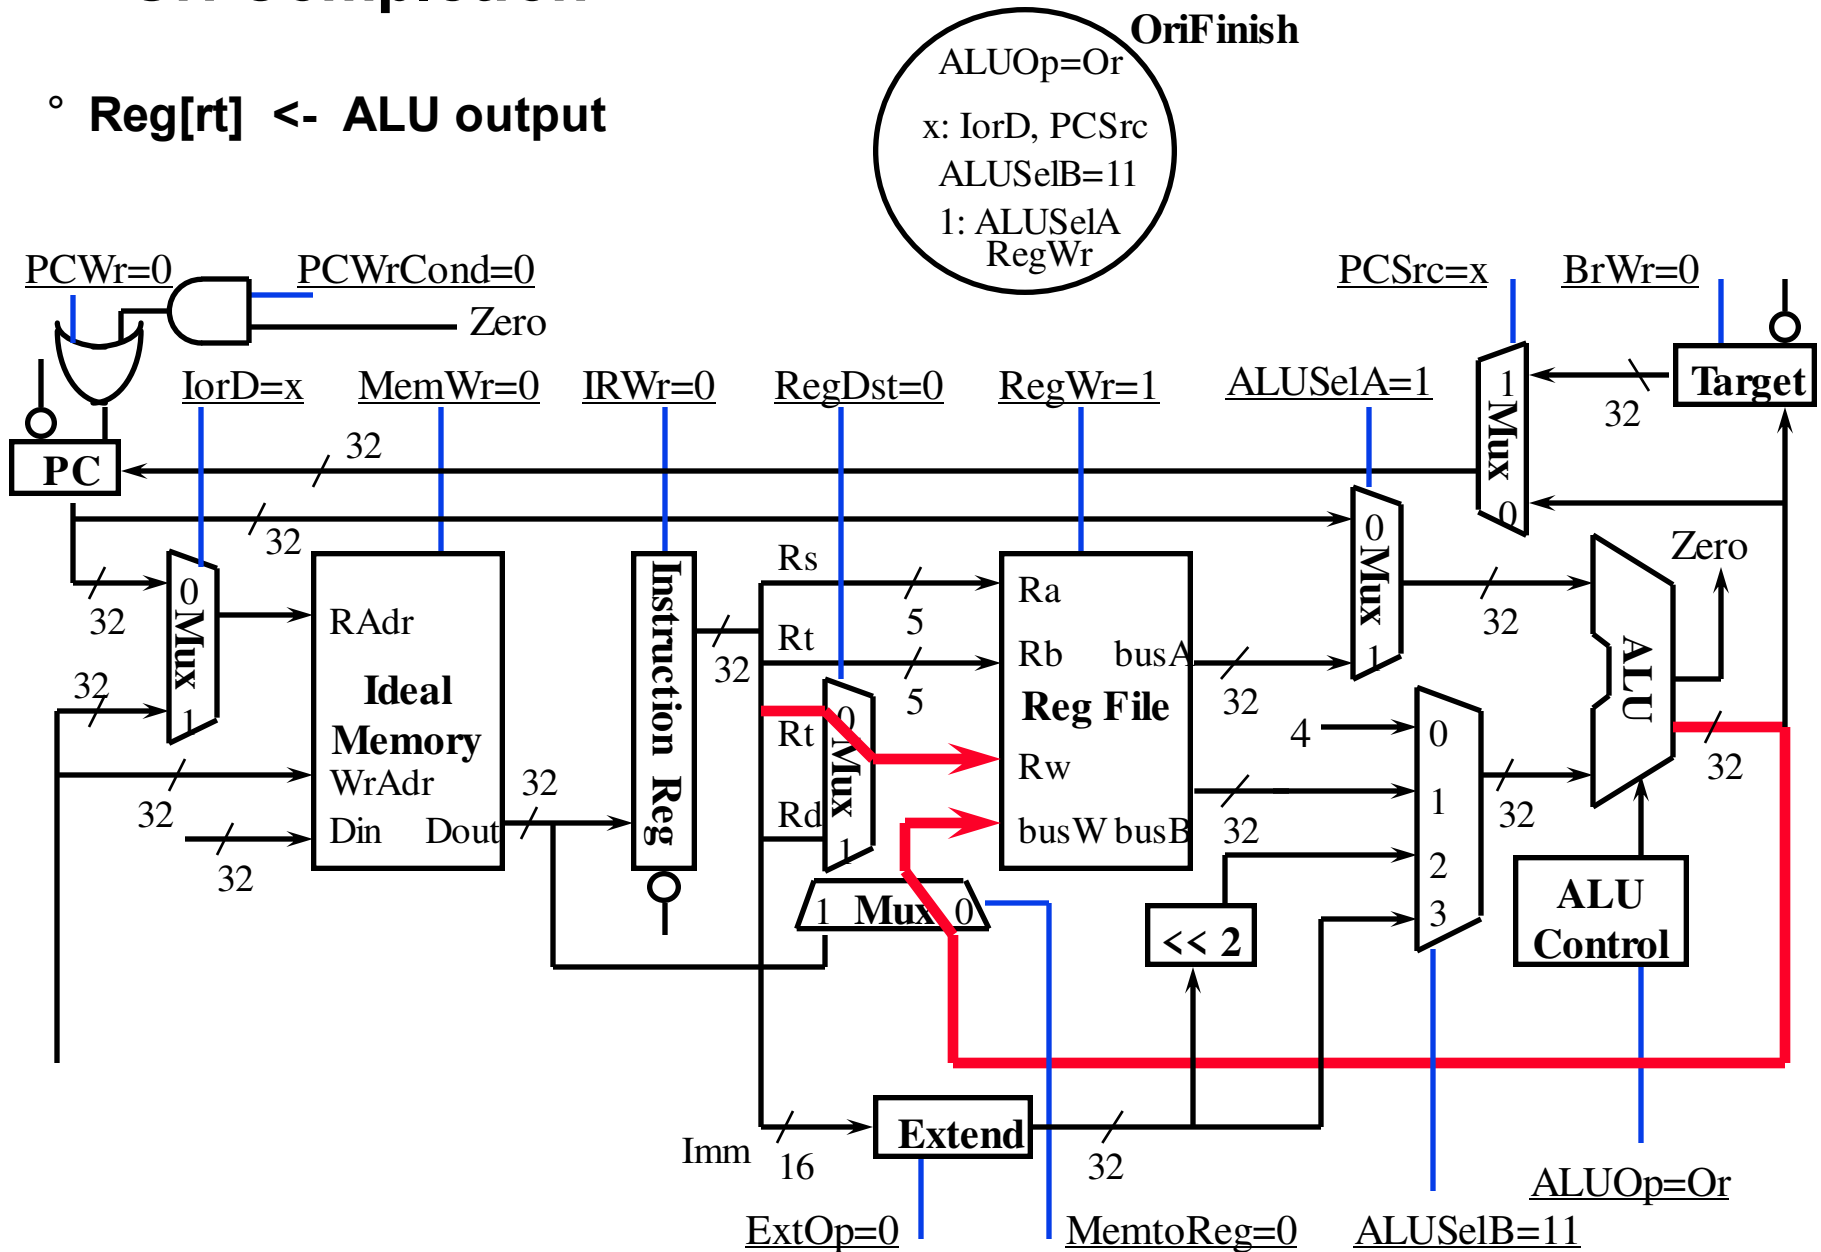 OriFinish
ALUOp=Or
° Reg[rt] <- ALU output
x: IorD, PCSrc
ALUSelB=11
1: ALUSelA
RegWr
PCWr=0
PCWrCond=0
PCSrc=x
BrWr=0
Zero
IorD=x
MemWr=0
IRWr=0
RegDst=0
RegWr=1
ALUSelA=1
1
Mux
0
Target
32
PC
32
32
0
Mux
1
32
32
RAdr
Ideal
Memory
WrAdr
Din
Dout
32
32
32
Instruction Reg
32
Rs
Rt
5
5
Rt
Rd
0
Mux
1
Ra
Rb
busA
Reg File
Rw
busW
busB
32
32
0
Mux
1
32
Zero
ALU
32
4
0
1
2
3
32
1
Mux
0
<< 2
ALU
Control
Imm
16
Extend
32
ALUOp=Or
ExtOp=0
MemtoReg=0
ALUSelB=11